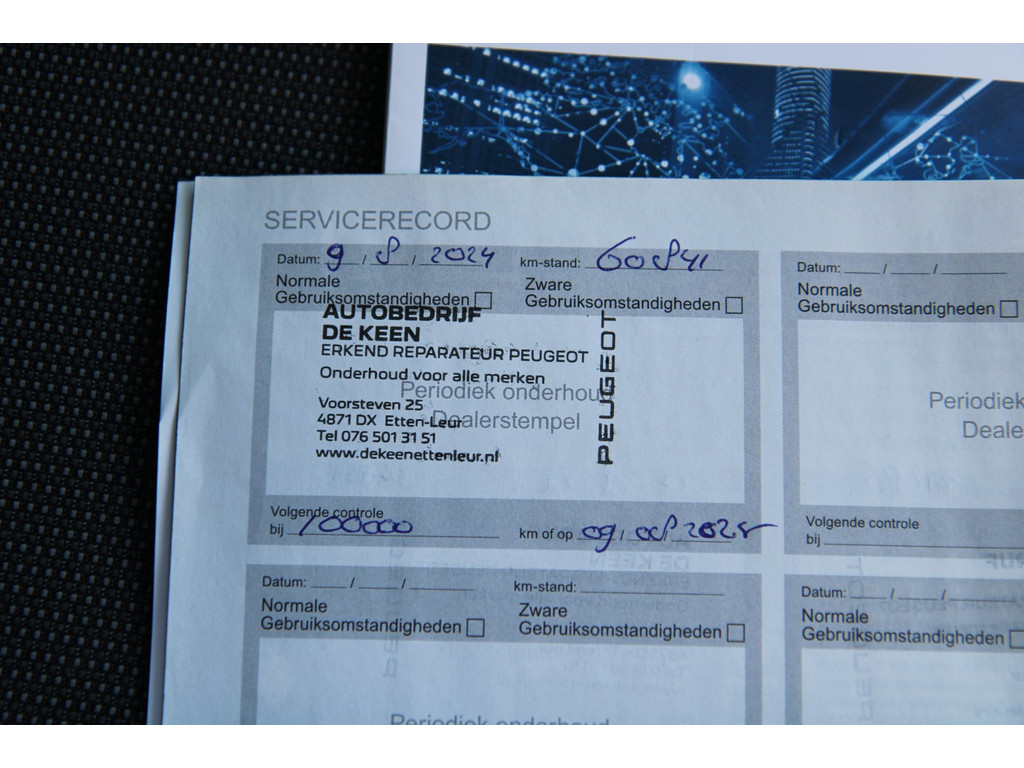 SERVICERECORD
Datum: 9 / 8 / 2024 km-stand: 60841
Normale
Gebruiksomstandigheden
Zware
Gebruiksomstandigheden
AUTOBEDRIJF
DE KEEN
ERKEND REPARATEUR PEUGEOT
Onderhoud voor alle merken
Voorsteven 25
4871 DX Etten-Leur
Tel 076 501 31 51
www.dekeenettenleur.nl
PEUGEOT
Periodiek onderhoud
Dealerstempel
Volgende controle
bij 100000 km of op 09/08/2025
Datum: / /
Normale
Gebruiksomstandigheden
Periodiek
Deale
Volgende controle
bij
Datum: / / km-stand:
Normale
Gebruiksomstandigheden
Zware
Gebruiksomstandigheden
Periodiek onderhoud
Datum: / /
Normale
Gebruiksomstandigheden